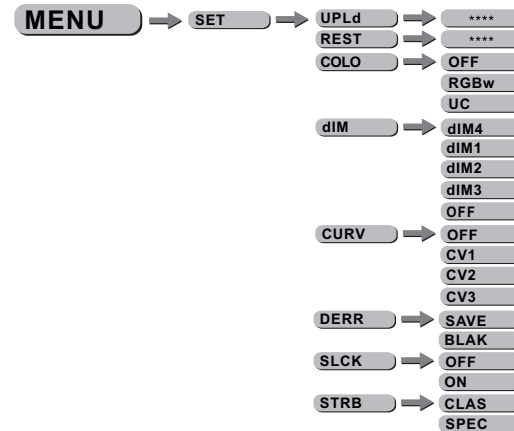 MENU SET UPLd ****
REST ****
COLO OFF
RGBw
UC
dIM dIM4
dIM1
dIM2
dIM3
OFF
CURV OFF
CV1
CV2
CV3
DERR SAVE
BLAK
SLCK OFF
ON
STRB CLAS
SPEC